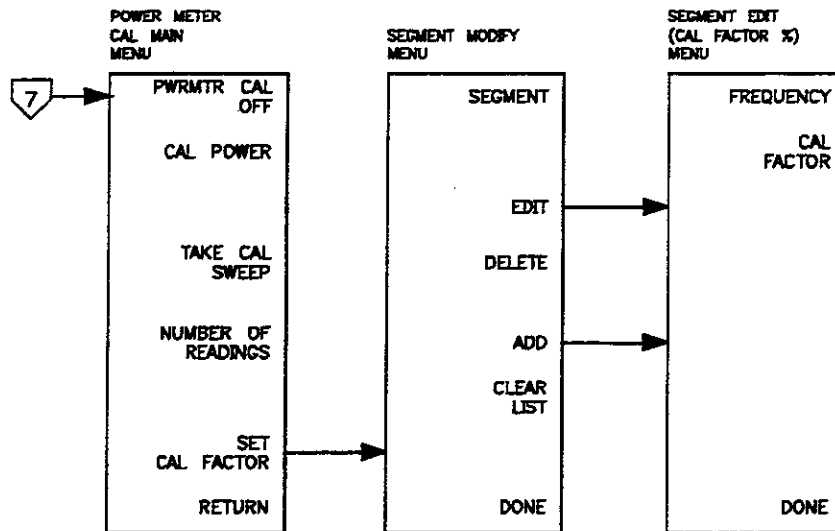 POWER METER
CAL MAIN
MENU
7
PWRMTR CAL
OFF
CAL POWER
TAKE CAL
SWEEP
NUMBER OF
READINGS
SET
CAL FACTOR
RETURN
SEGMENT MODIFY
MENU
SEGMENT
EDIT
DELETE
ADD
CLEAR
LIST
DONE
SEGMENT EDIT
(CAL FACTOR %)
MENU
FREQUENCY
CAL
FACTOR
DONE